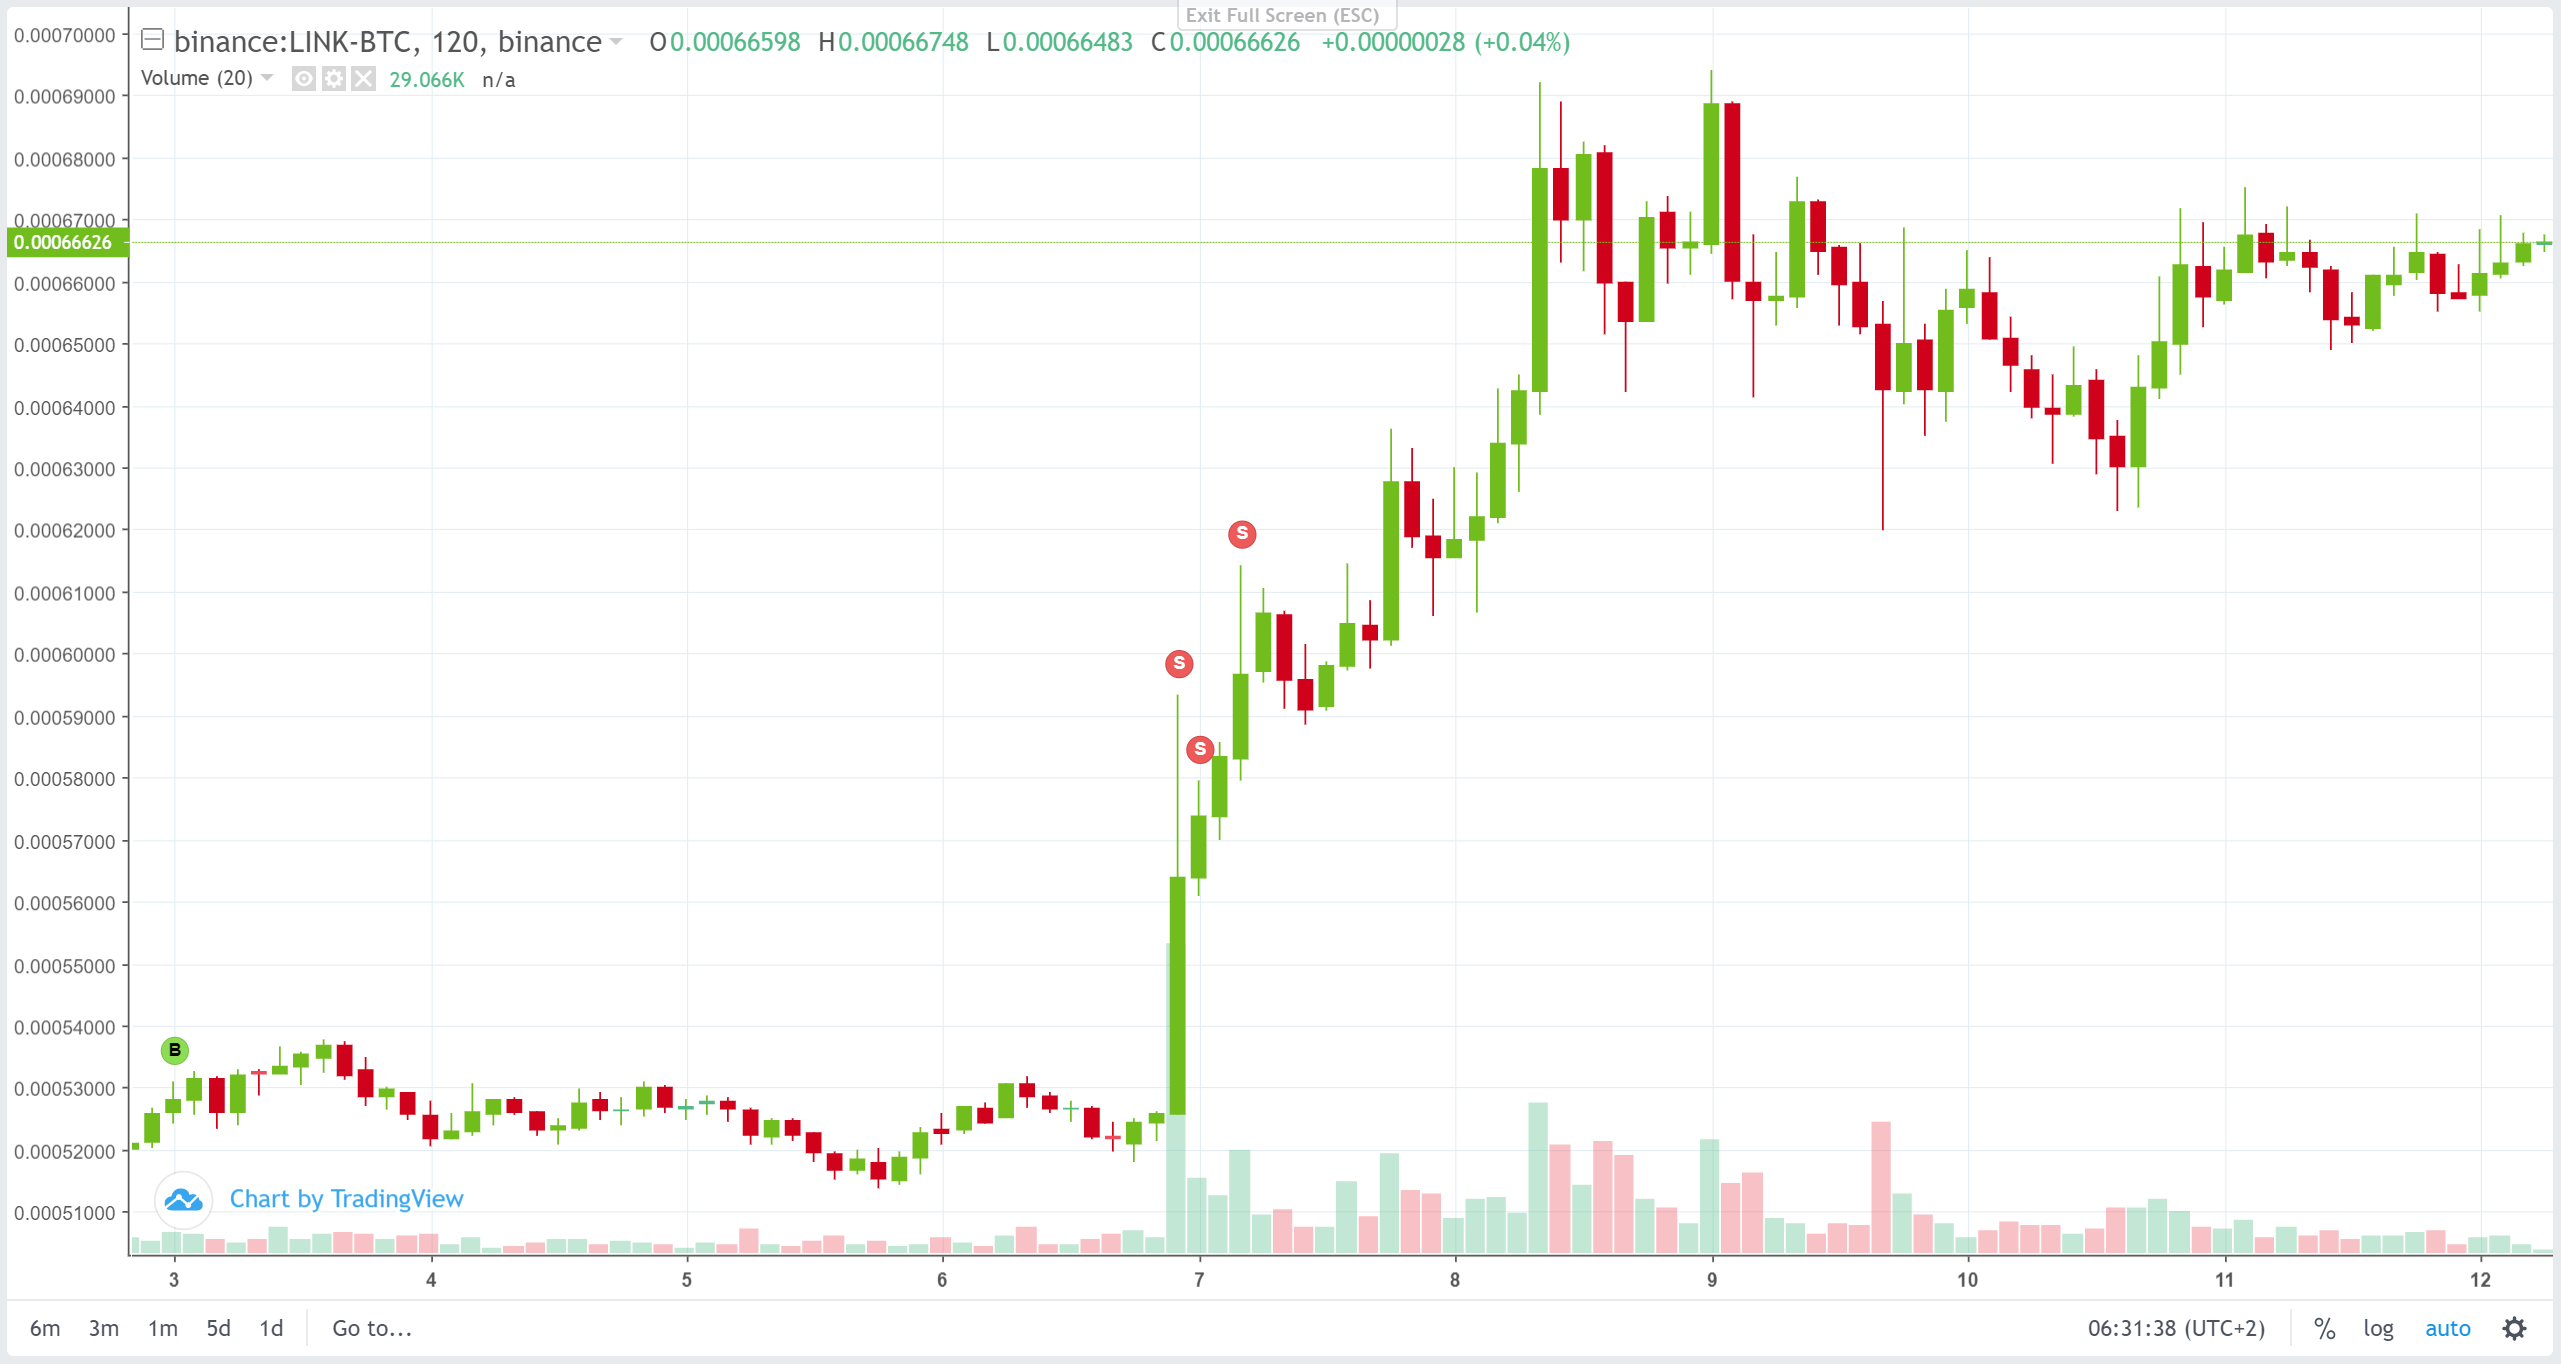 Exit Full Screen (ESC)
binance:LINK-BTC, 120, binance O0.00066598 H0.00066748 L0.00066483 C0.00066626 +0.00000028 (+0.04%)
Volume (20) 29.066K n/a
0.00070000
0.00069000
0.00068000
0.00067000
0.00066626
0.00066000
0.00065000
0.00064000
0.00063000
0.00062000
0.00061000
0.00060000
0.00059000
0.00058000
0.00057000
0.00056000
0.00055000
0.00054000
0.00053000
0.00052000
0.00051000
S
S
S
B
Chart by TradingView
3 4 5 6 7 8 9 10 11 12
6m 3m 1m 5d 1d Go to... 06:31:38 (UTC+2) % log auto